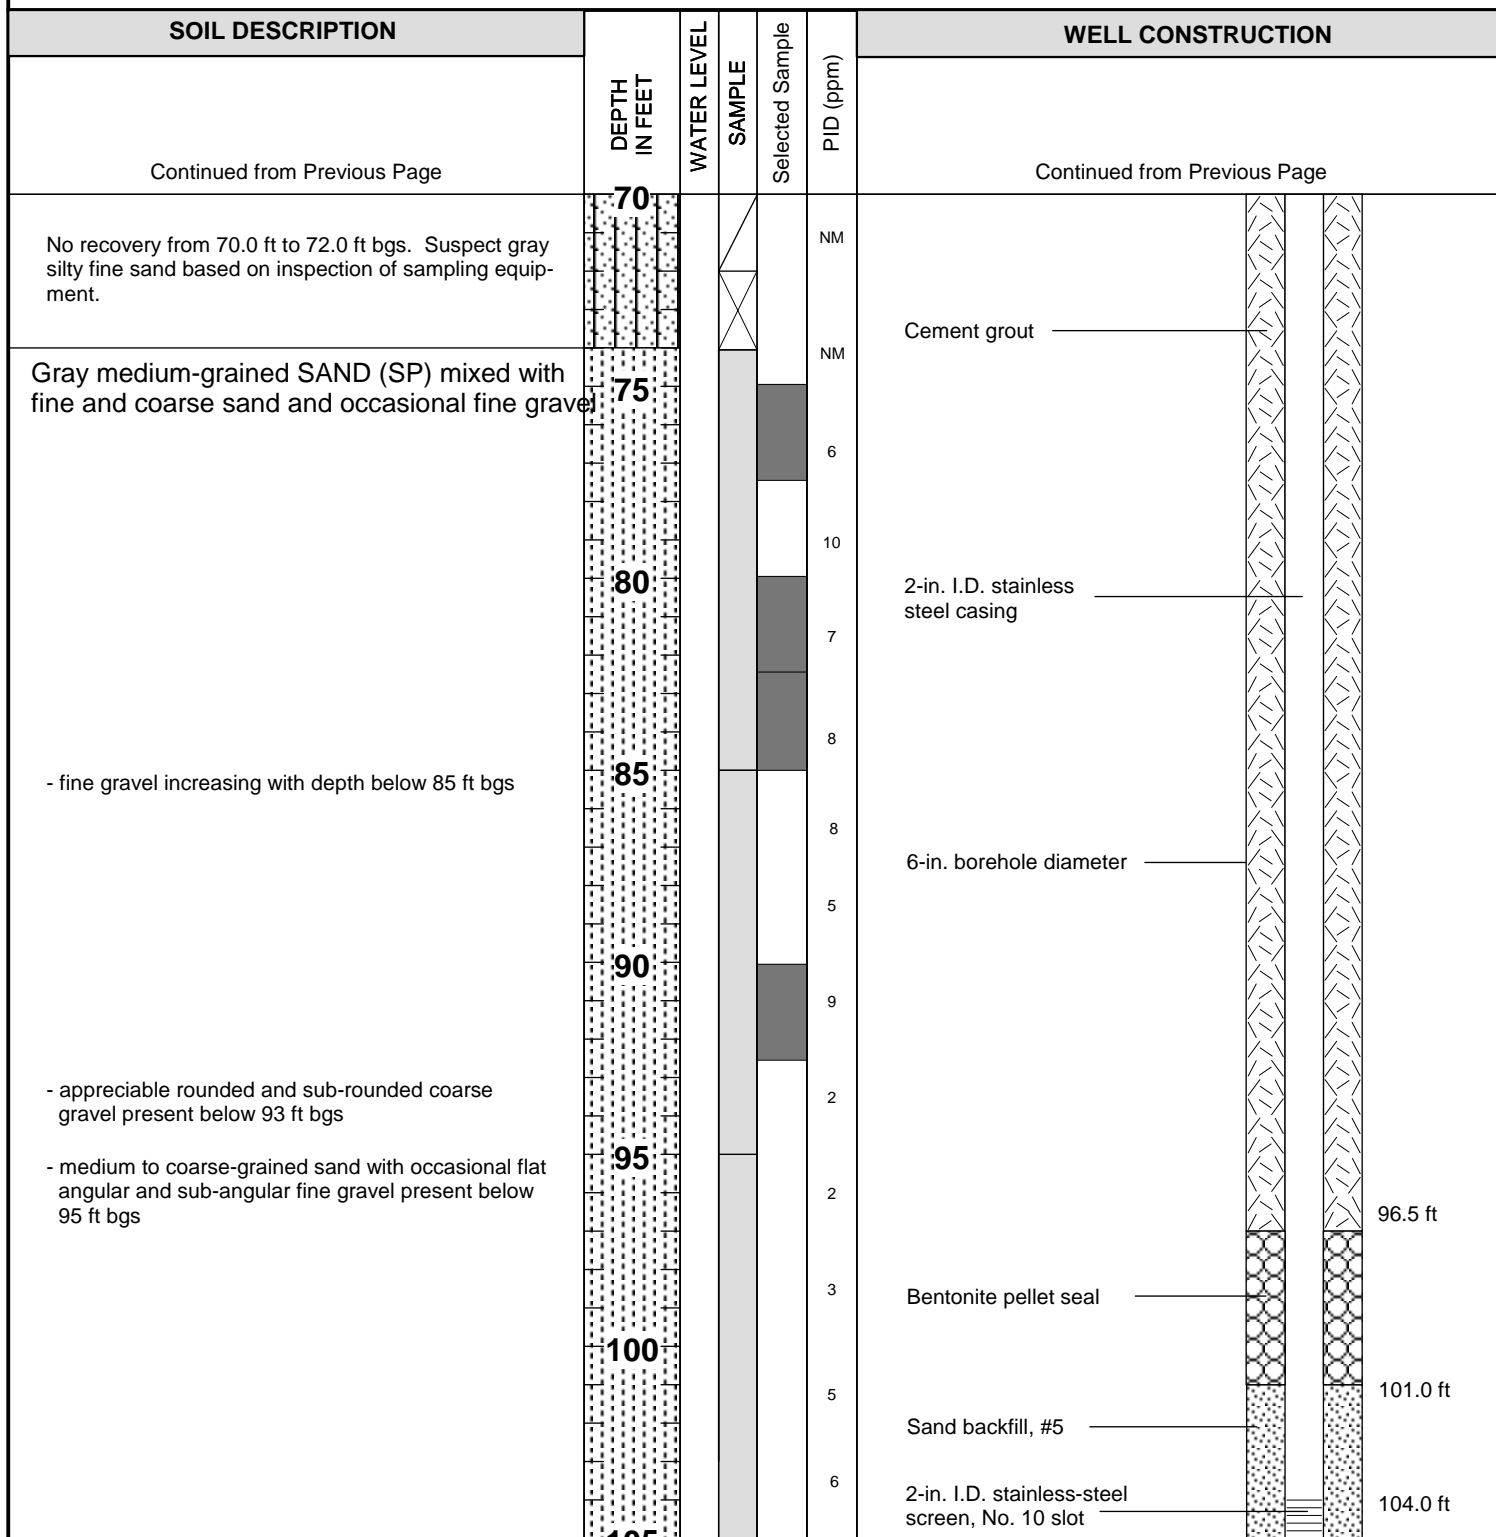 SOIL DESCRIPTION
Continued from Previous Page
DEPTH
IN FEET
WATER LEVEL
SAMPLE
Selected Sample
PID (ppm)
WELL CONSTRUCTION
Continued from Previous Page
70
No recovery from 70.0 ft to 72.0 ft bgs. Suspect gray
silty fine sand based on inspection of sampling equip-
ment.
NM
Cement grout
NM
Gray medium-grained SAND (SP) mixed with
fine and coarse sand and occasional fine gravel
75
6
10
80
2-in. I.D. stainless
steel casing
7
8
85
- fine gravel increasing with depth below 85 ft bgs
8
6-in. borehole diameter
5
90
9
- appreciable rounded and sub-rounded coarse
gravel present below 93 ft bgs
2
95
- medium to coarse-grained sand with occasional flat
angular and sub-angular fine gravel present below
95 ft bgs
2
96.5 ft
3
Bentonite pellet seal
100
101.0 ft
5
Sand backfill, #5
6
2-in. I.D. stainless-steel
screen, No. 10 slot
104.0 ft
105